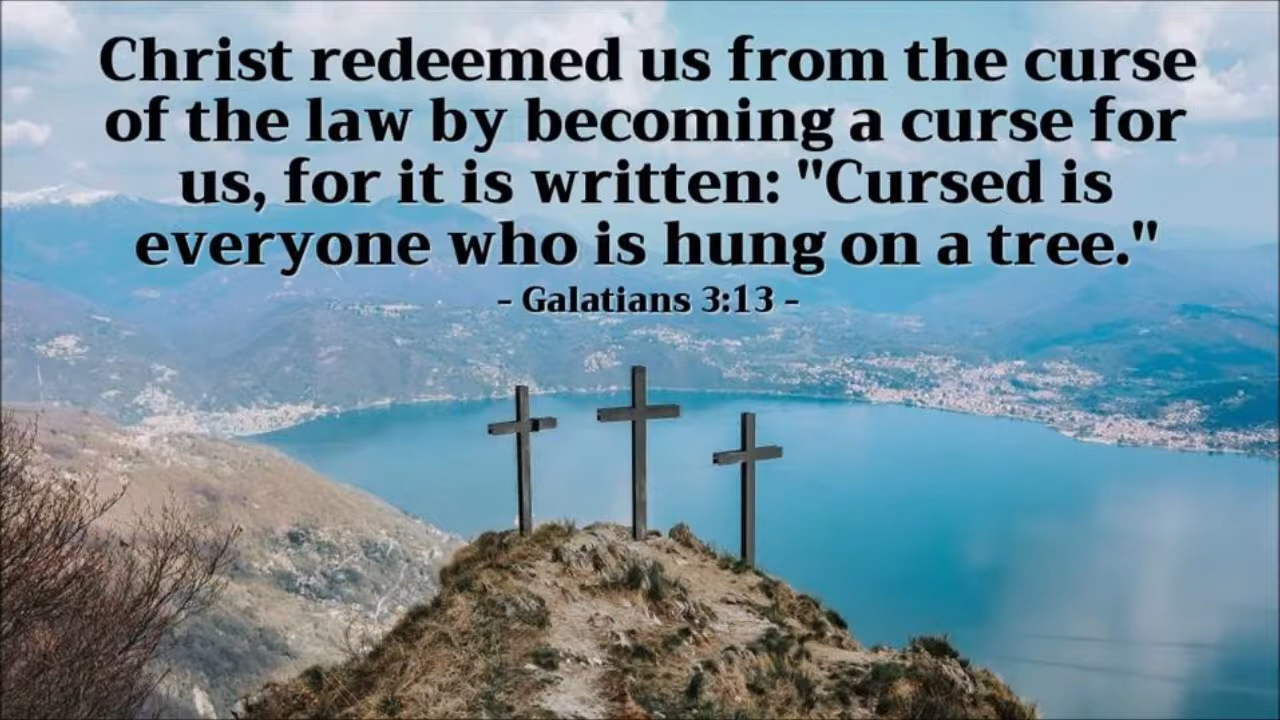 Christ redeemed us from the curse
of the law by becoming a curse for
us, for it is written: "Cursed is
everyone who is hung on a tree."
- Galatians 3:13 -